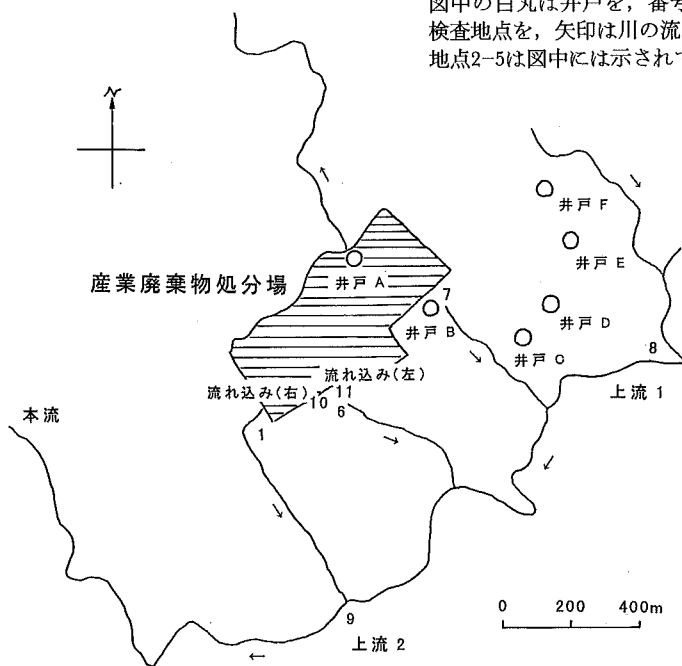 図中の白丸は井戸を，番
検査地点を，矢印は川の流
地点2-5は図中には示されて
N
井戸 F
井戸 E
井戸 A
産業廃棄物処分場
7
井戸 B
井戸 D
井戸 C
8
流れ込み(左)
上流 1
流れ込み(右)
11
10
6
本流
1
0 200 400m
9
上流 2